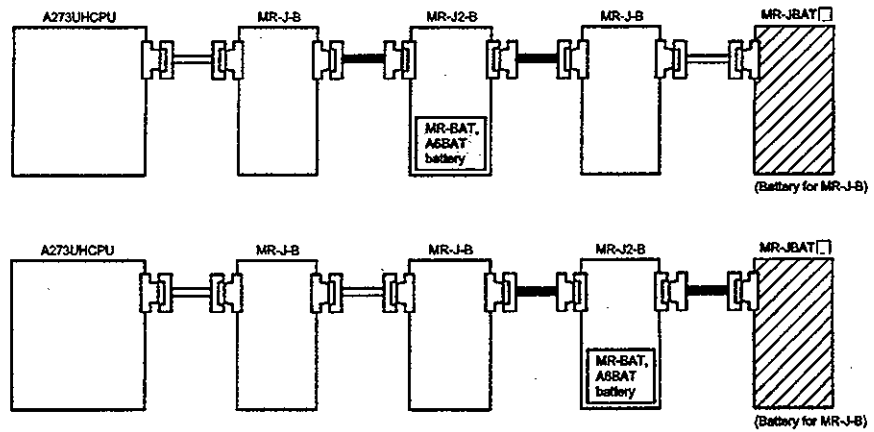 A273UHCPU MR-J-B MR-J2-B MR-J-B MR-JBAT□
MR-BAT,
A6BAT
battery
(Battery for MR-J-B)
A273UHCPU MR-J-B MR-J-B MR-J2-B MR-JBAT□
MR-BAT,
A6BAT
battery
(Battery for MR-J-B)